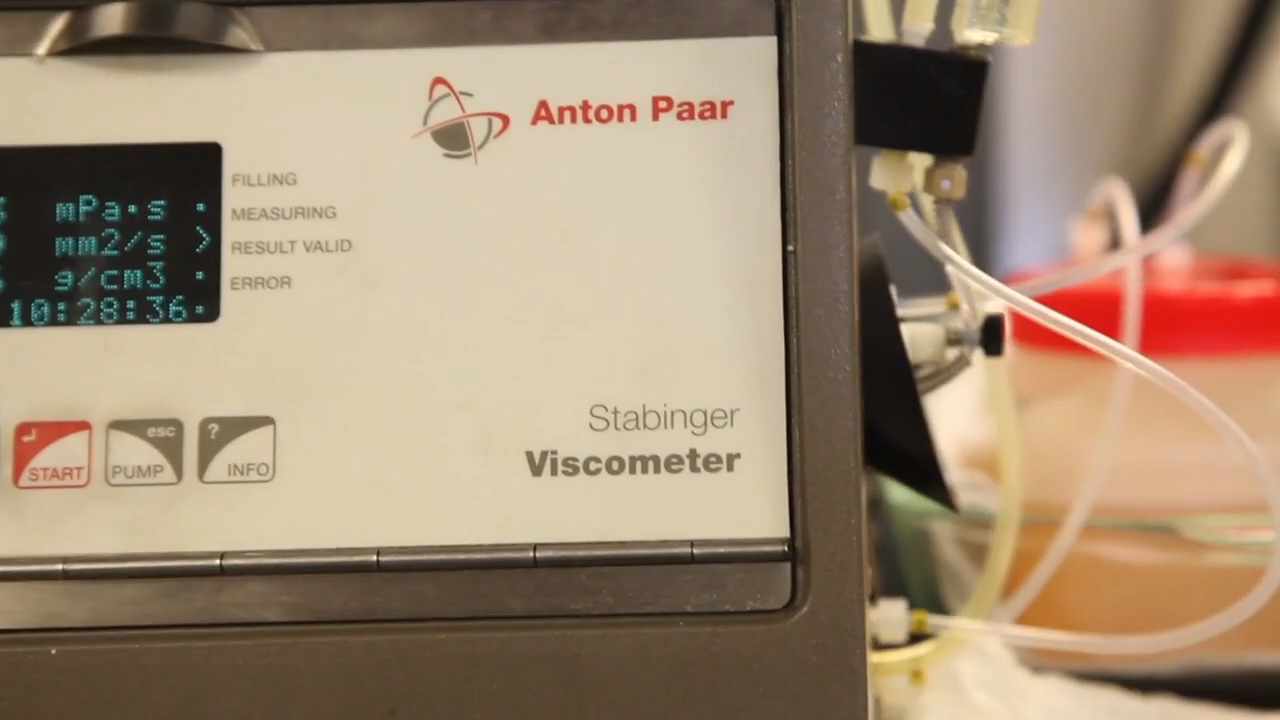 Anton Paar
FILLING
mPa·s ·
MEASURING
mm2/s >
RESULT VALID
g/cm3 ·
ERROR
10:28:36·
Stabinger
Viscometer
START
esc
PUMP
?
INFO